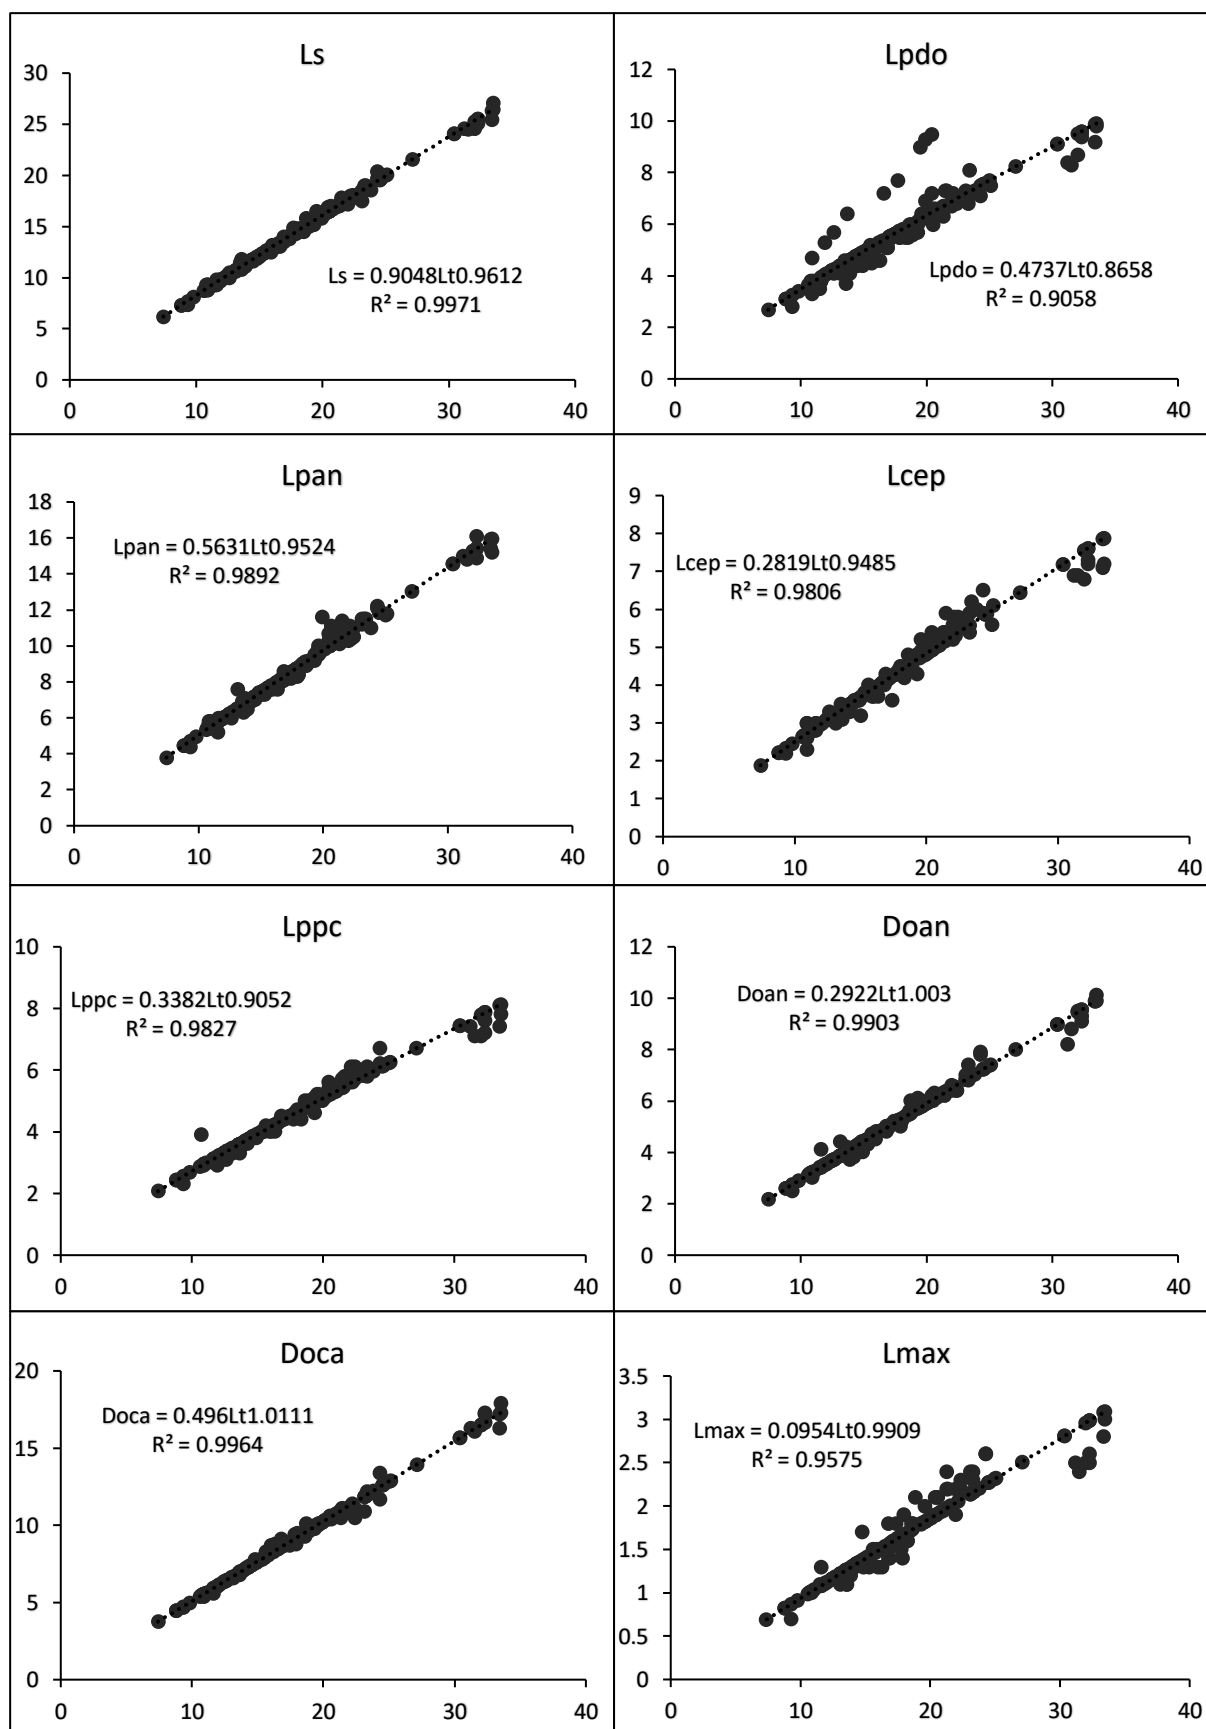 Ls
30
25
20
15
10
5
0
Ls = 0.9048Lt0.9612
R² = 0.9971
0 10 20 30 40
Lpdo
12
10
8
6
4
2
0
Lpdo = 0.4737Lt0.8658
R² = 0.9058
0 10 20 30 40
Lpan
18
16
14
12
10
8
6
4
2
0
Lpan = 0.5631Lt0.9524
R² = 0.9892
0 10 20 30 40
Lcep
9
8
7
6
5
4
3
2
1
0
Lcep = 0.2819Lt0.9485
R² = 0.9806
0 10 20 30 40
Lppc
10
8
6
4
2
0
Lppc = 0.3382Lt0.9052
R² = 0.9827
0 10 20 30 40
Doan
12
10
8
6
4
2
0
Doan = 0.2922Lt1.003
R² = 0.9903
0 10 20 30 40
Doca
20
15
10
5
0
Doca = 0.496Lt1.0111
R² = 0.9964
0 10 20 30 40
Lmax
3.5
3
2.5
2
1.5
1
0.5
0
Lmax = 0.0954Lt0.9909
R² = 0.9575
0 10 20 30 40